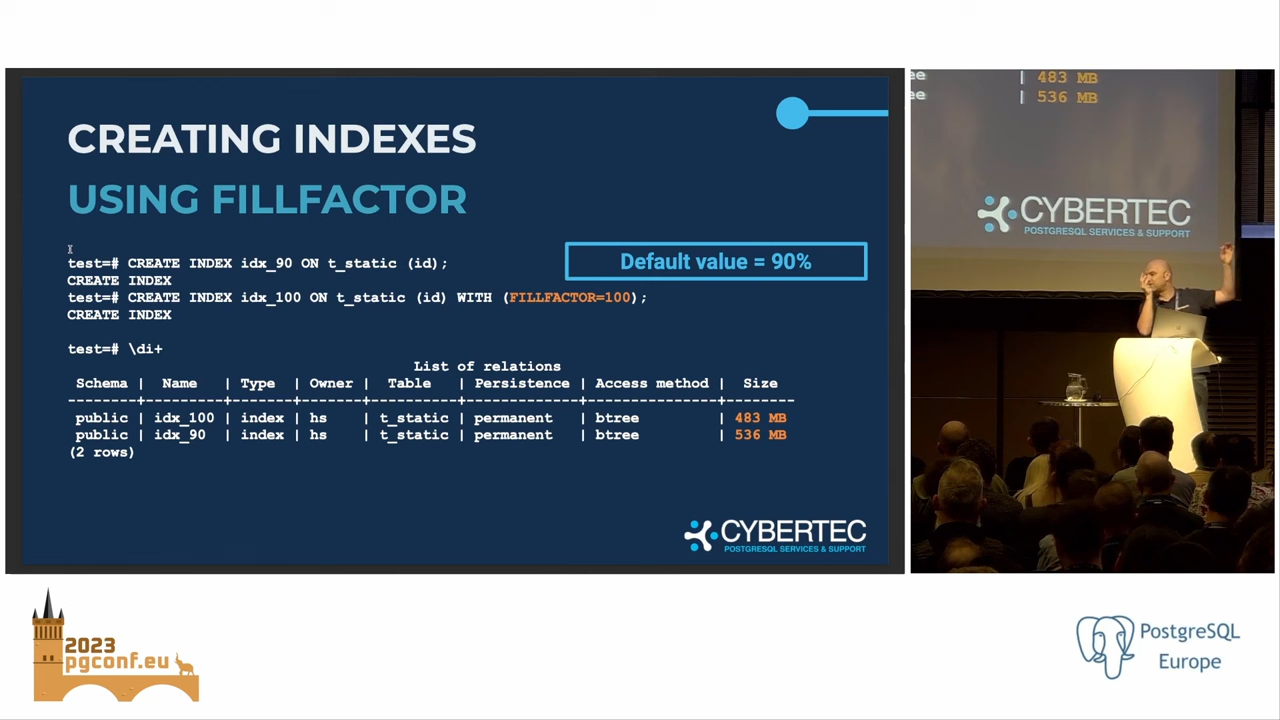 CREATING INDEXES
USING FILLFACTOR
test=# CREATE INDEX idx_90 ON t_static (id);
CREATE INDEX
test=# CREATE INDEX idx_100 ON t_static (id) WITH (FILLFACTOR=100);
CREATE INDEX
Default value = 90%
test=# \di+
List of relations
Schema | Name | Type | Owner | Table | Persistence | Access method | Size
--------+---------+-------+-------+----------+-------------+---------------+--------
public | idx_100 | index | hs | t_static | permanent | btree | 483 MB
public | idx_90 | index | hs | t_static | permanent | btree | 536 MB
(2 rows)
CYBERTEC
POSTGRESQL SERVICES & SUPPORT
ee | 483 MB
ee | 536 MB
CYBERTEC
POSTGRESQL SERVICES & SUPPORT
2023
pgconf.eu
PostgreSQL
Europe